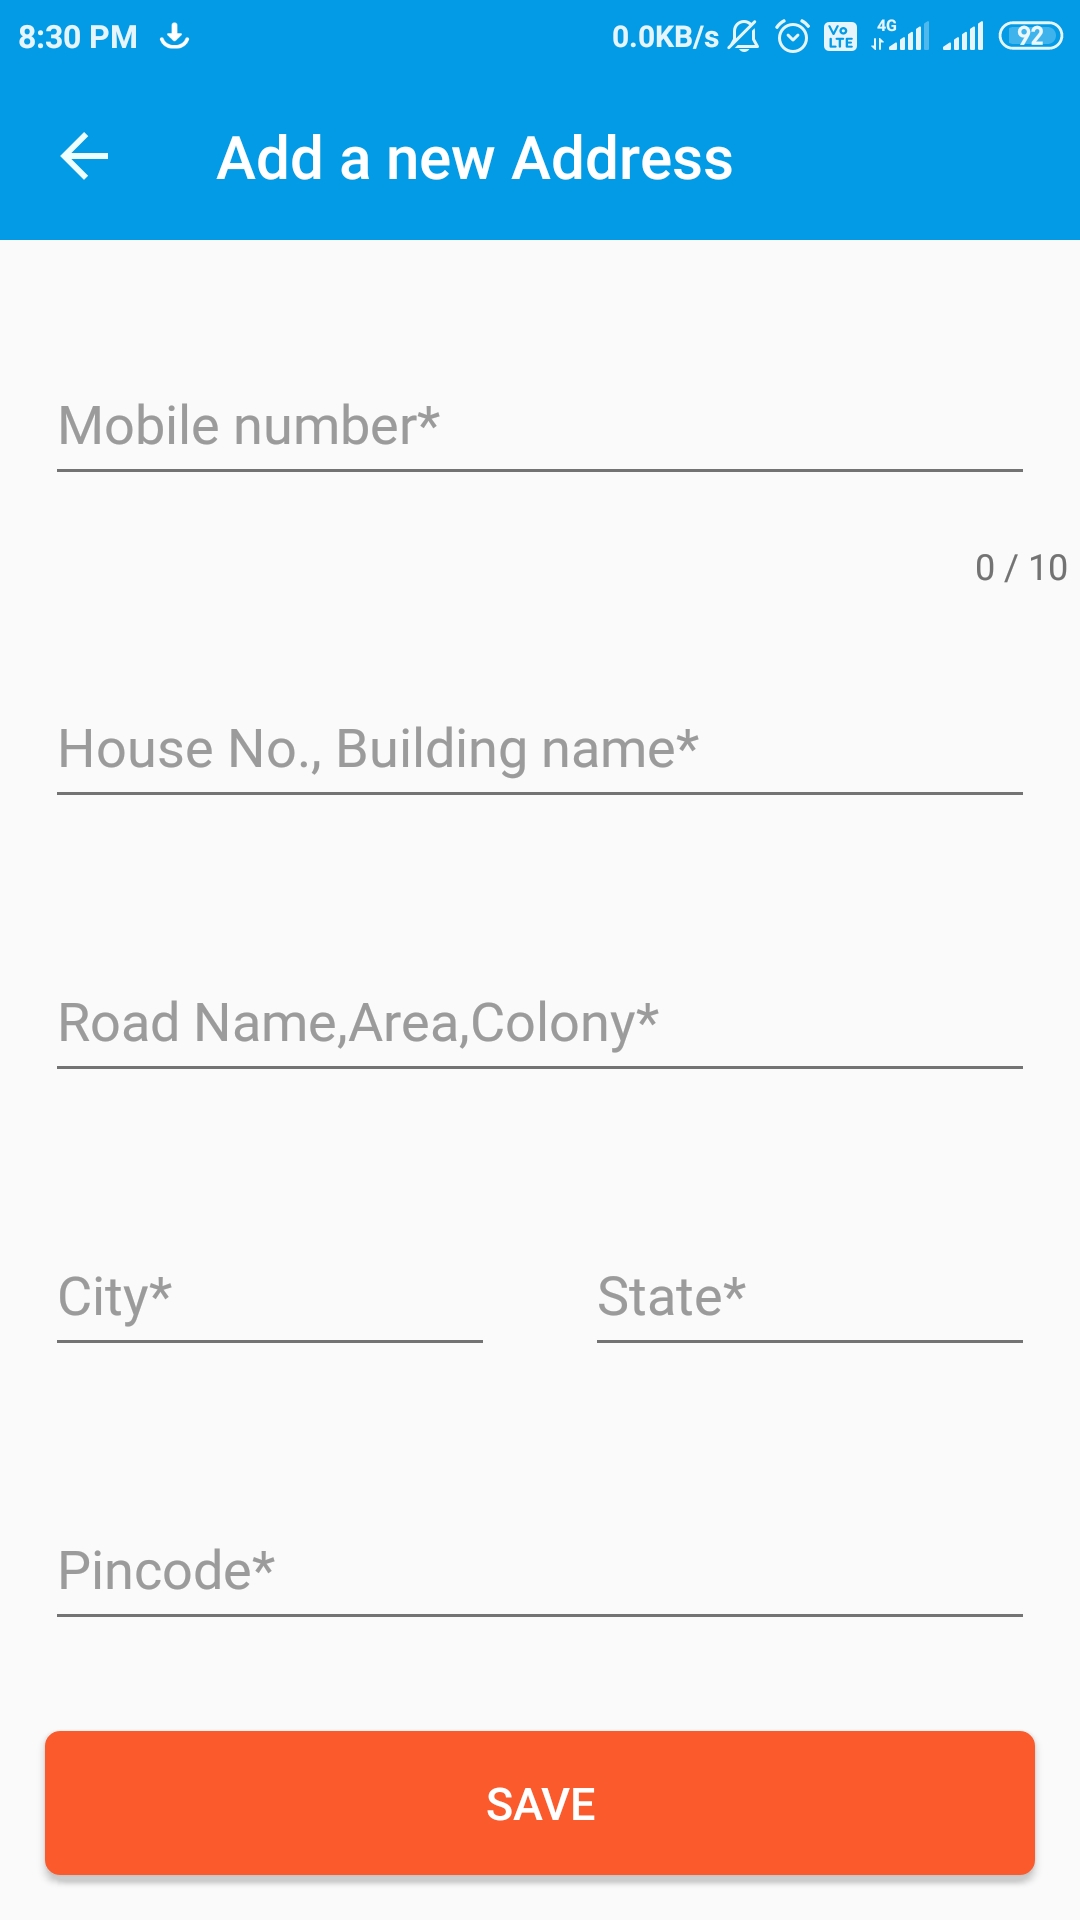 8:30 PM 0.0KB/s Vo LTE 4G 92
Add a new Address
Mobile number*
0 / 10
House No., Building name*
Road Name,Area,Colony*
City* State*
Pincode*
SAVE